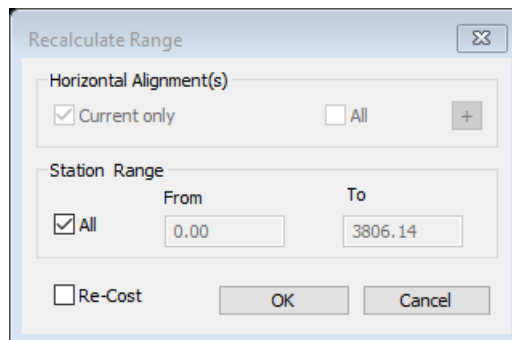 Recalculate Range
Horizontal Alignment(s)
Current only All +
Station Range
From To
All 0.00 3806.14
Re-Cost OK Cancel